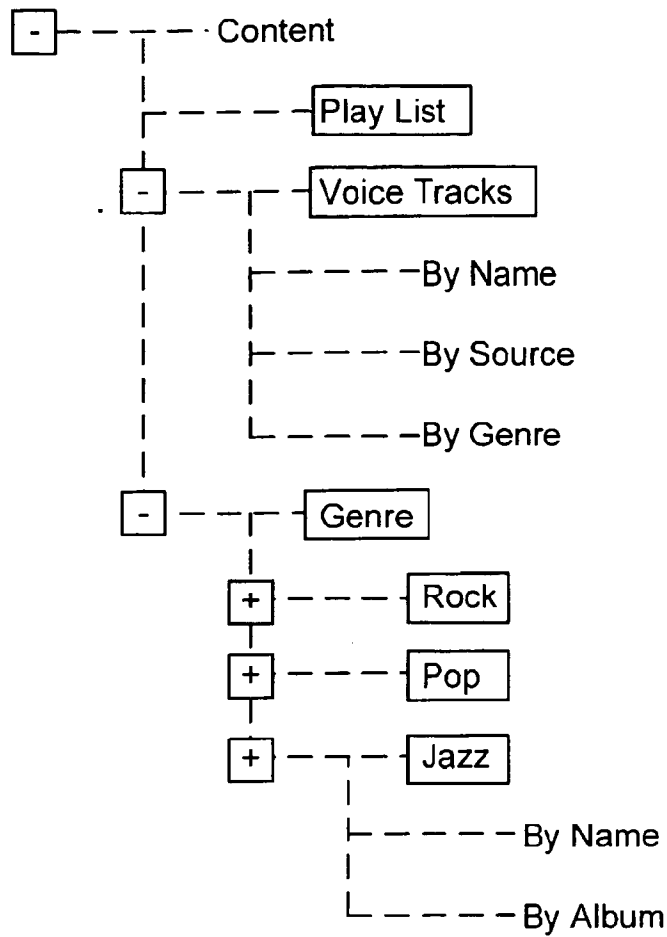 - Content
Play List
- Voice Tracks
By Name
By Source
By Genre
- Genre
+ Rock
+ Pop
+ Jazz
By Name
By Album